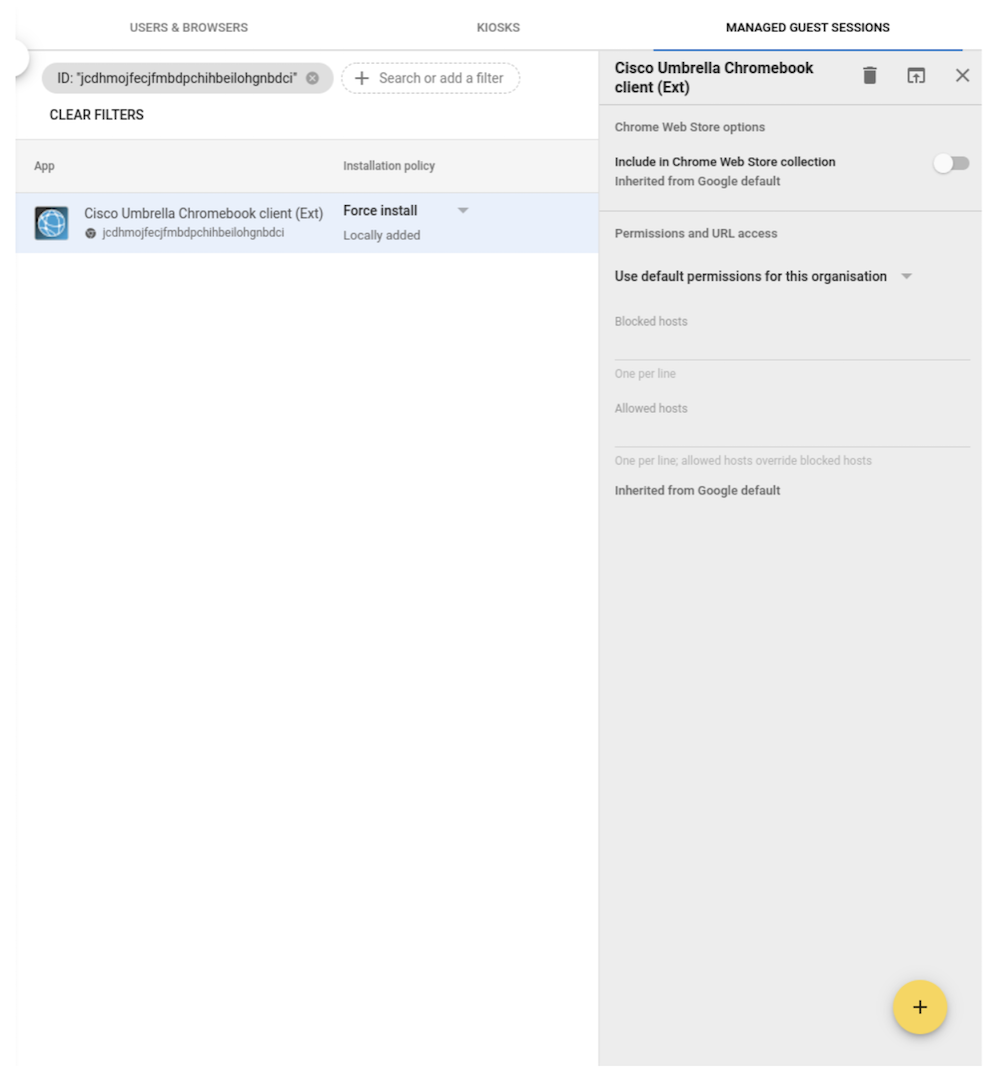 USERS & BROWSERS
KIOSKS
MANAGED GUEST SESSIONS
ID: "jcdhmojfecjfmbdpchihbeilohgnbdci"
Search or add a filter
CLEAR FILTERS
App
Installation policy
Cisco Umbrella Chromebook client (Ext)
jcdhmojfecjfmbdpchihbeilohgnbdci
Force install
Locally added
Cisco Umbrella Chromebook
client (Ext)
Chrome Web Store options
Include in Chrome Web Store collection
Inherited from Google default
Permissions and URL access
Use default permissions for this organisation
Blocked hosts
One per line
Allowed hosts
One per line; allowed hosts override blocked hosts
Inherited from Google default